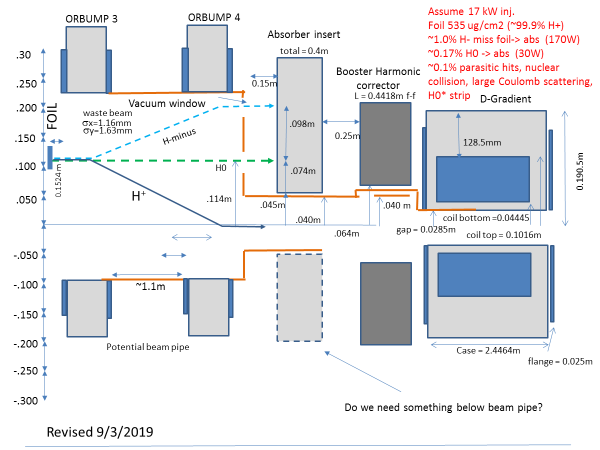 ORBUMP 3
ORBUMP 4
Absorber insert
total = 0.4m
Assume 17 kW inj.
Foil 535 ug/cm2 (~99.9% H+)
~1.0% H- miss foil-> abs (170W)
~0.17% H0 -> abs (30W)
~0.1% parasitic hits, nuclear
collision, large Coulomb scattering,
H0* strip
Booster Harmonic
corrector
L = 0.4418m f-f
D-Gradient
.30
.250
.200
.150
.100
.050
.000
-.050
-.100
-.150
-.200
-.250
-.300
FOIL
0.15m
Vacuum window
waste beam
σx=1.16mm
σy=1.63mm
H-minus
.098m
0.25m
128.5mm
0.190.5m
H0
.074m
0.1524m
H+
.114m
.045m
.040m
.040 m
.064m
coil bottom =0.04445
gap = 0.0285m
coil top = 0.1016m
~1.1m
Potential beam pipe
Case = 2.4464m
flange = 0.025m
Do we need something below beam pipe?
Revised 9/3/2019